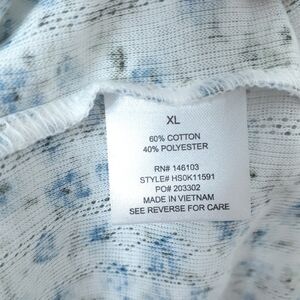 XL
60% COTTON
40% POLYESTER
RN# 146103
STYLE# HS0K11591
PO# 203302
MADE IN VIETNAM
SEE REVERSE FOR CARE